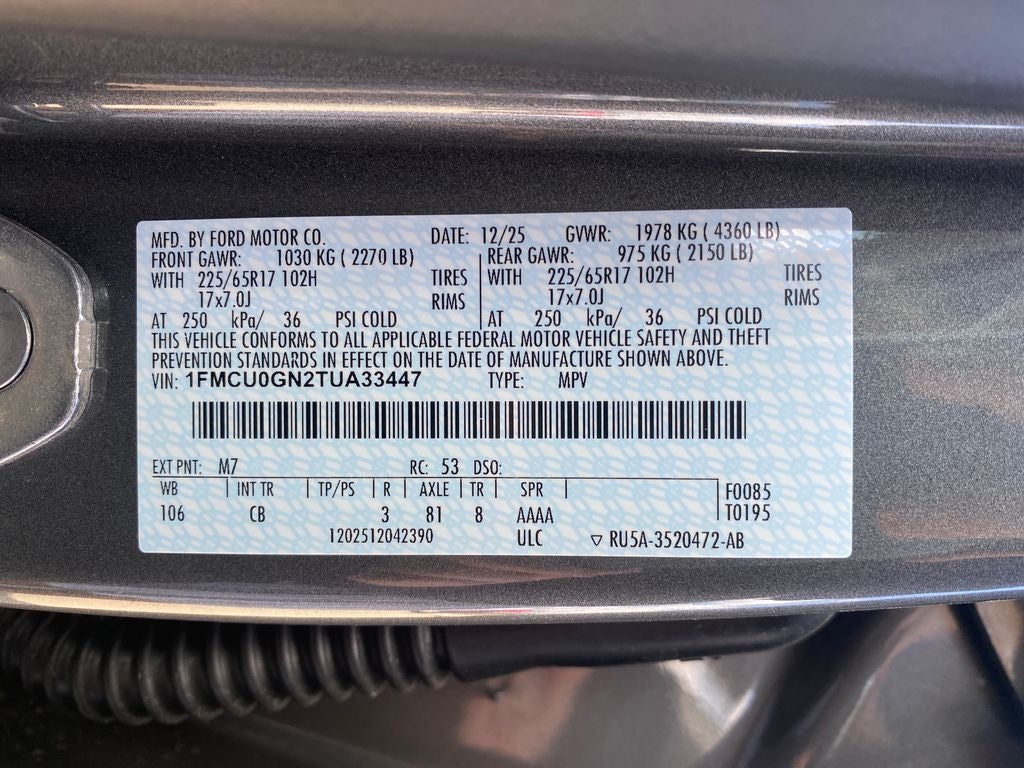 MFD. BY FORD MOTOR CO. DATE: 12/25 GVWR: 1978 KG ( 4360 LB)
FRONT GAWR: 1030 KG ( 2270 LB) REAR GAWR: 975 KG ( 2150 LB)
WITH 225/65R17 102H TIRES WITH 225/65R17 102H TIRES
17x7.0J RIMS 17x7.0J RIMS
AT 250 kPa/ 36 PSI COLD AT 250 kPa/ 36 PSI COLD
THIS VEHICLE CONFORMS TO ALL APPLICABLE FEDERAL MOTOR VEHICLE SAFETY AND THEFT
PREVENTION STANDARDS IN EFFECT ON THE DATE OF MANUFACTURE SHOWN ABOVE.
VIN: 1FMCU0GN2TUA33447 TYPE: MPV
EXT PNT: M7 RC: 53 DSO:
WB INT TR TP/PS R AXLE TR SPR F0085
106 CB 3 81 8 AAAA T0195
1202512042390 ULC ▽ RU5A-3520472-AB